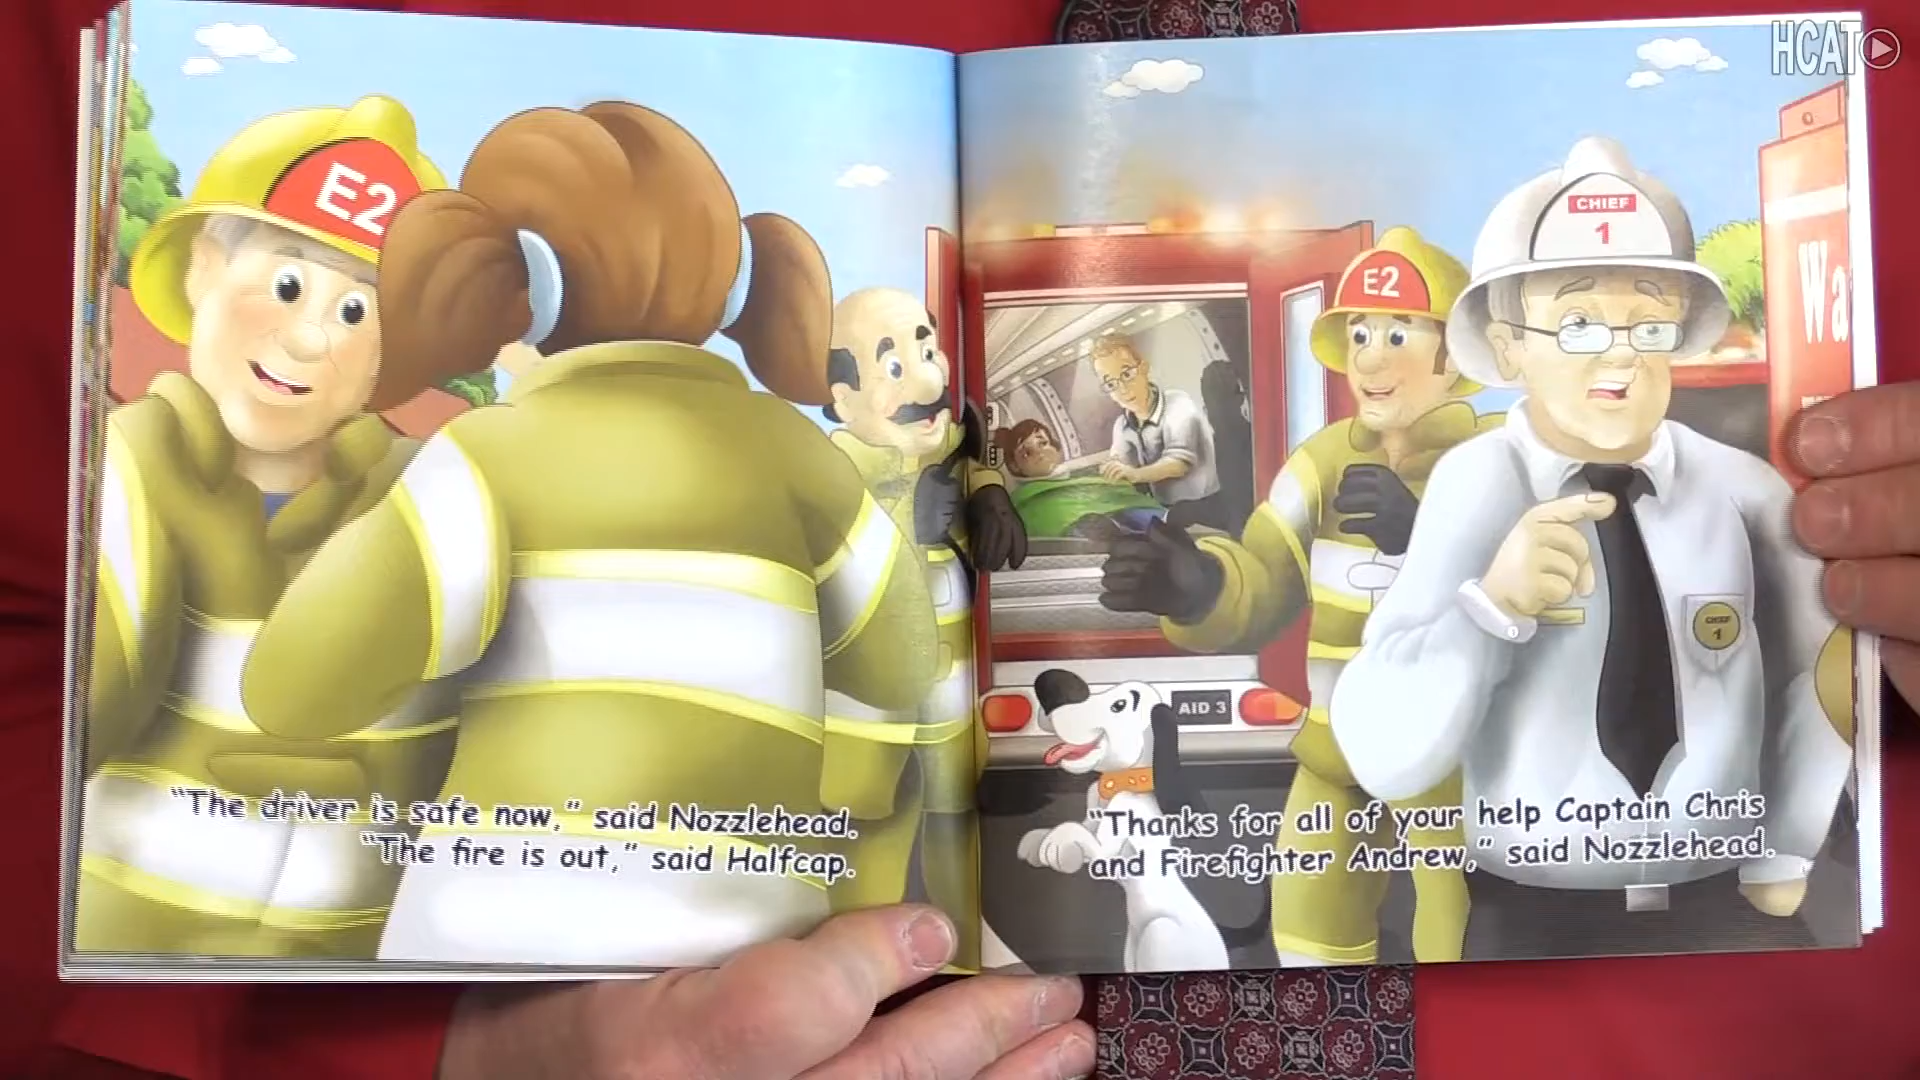 HCAT
E2
"The driver is safe now," said Nozzlehead.
"The fire is out," said Halfcap.
CHIEF
1
E2
Wa
CHIEF
1
AID 3
"Thanks for all of your help Captain Chris
and Firefighter Andrew," said Nozzlehead.